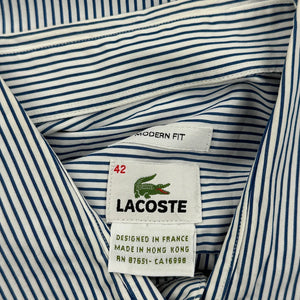 MODERN FIT
42
LACOSTE
DESIGNED IN FRANCE
MADE IN HONG KONG
RN 87651-CA16998